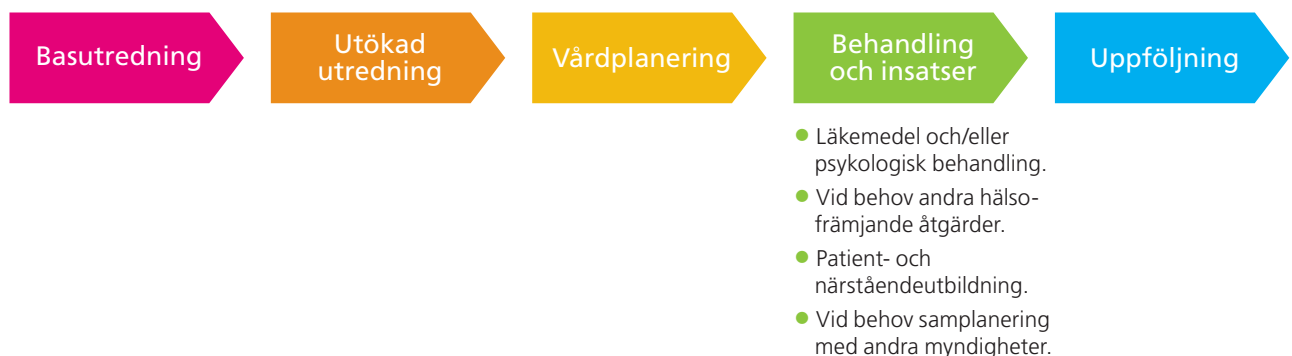 Basutredning
Utökad
utredning
Vårdplanering
Behandling
och insatser
Uppföljning
• Läkemedel och/eller
psykologisk behandling.
• Vid behov andra hälso-
främjande åtgärder.
• Patient- och
närståendeutbildning.
• Vid behov samplanering
med andra myndigheter.